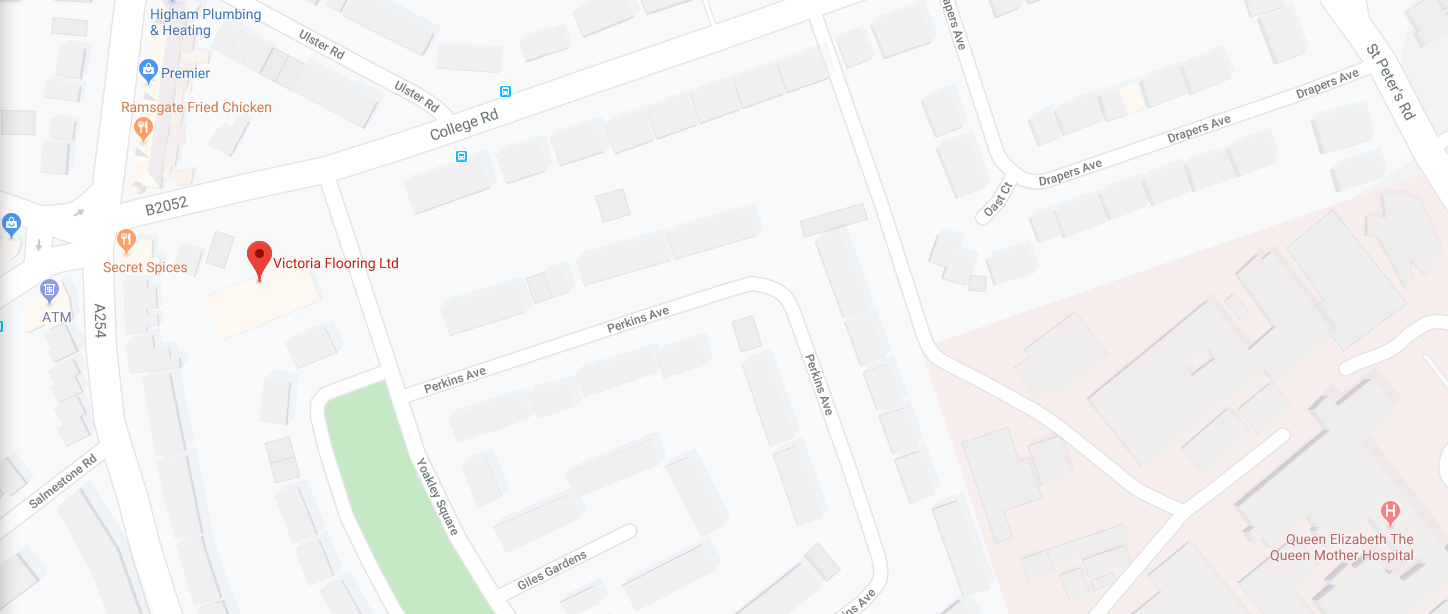 Higham Plumbing
& Heating
Premier
Ramsgate Fried Chicken
Ulster Rd
Ulster Rd
College Rd
Drapers Ave
Drapers Ave
Drapers Ave
Drapers Ave
St Peter's Rd
Oast Ct
B2052
Secret Spices
Victoria Flooring Ltd
ATM
A254
Perkins Ave
Perkins Ave
Perkins Ave
Yoakley Square
Salmestone Rd
Giles Gardens
ins Ave
Queen Elizabeth The
Queen Mother Hospital